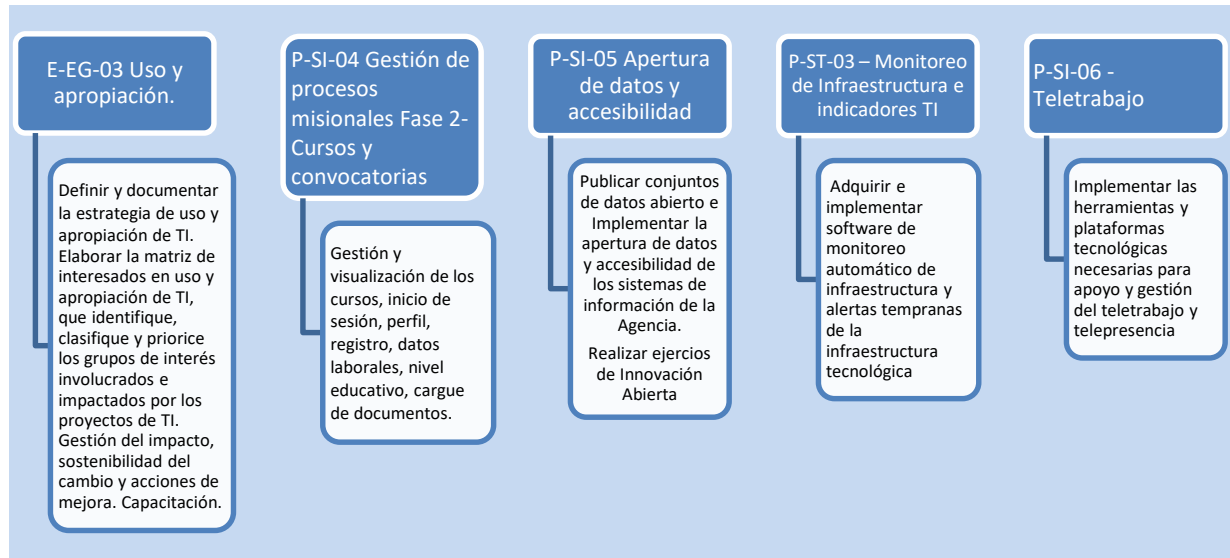 E-EG-03 Uso y
apropiación.
Definir y documentar
la estrategia de uso y
apropiación de TI.
Elaborar la matriz de
interesados en uso y
apropiación de TI,
que identifique,
clasifique y priorice
los grupos de interés
involucrados e
impactados por los
proyectos de TI.
Gestión del impacto,
sostenibilidad del
cambio y acciones de
mejora. Capacitación.
P-SI-04 Gestión de
procesos
misionales Fase 2-
Cursos y
convocatorias
Gestión y
visualización de los
cursos, inicio de
sesión, perfil,
registro, datos
laborales, nivel
educativo, cargue
de documentos.
P-SI-05 Apertura
de datos y
accesibilidad
Publicar conjuntos
de datos abierto e
Implementar la
apertura de datos
y accesibilidad de
los sistemas de
información de la
Agencia.
Realizar ejercios
de Innovación
Abierta
P-ST-03 – Monitoreo
de Infraestructura e
indicadores TI
Adquirir e
implementar
software de
monitoreo
automático de
infraestructura y
alertas tempranas
de la
infraestructura
tecnológica
P-SI-06 -
Teletrabajo
Implementar las
herramientas y
plataformas
tecnológicas
necesarias para
apoyo y gestión
del teletrabajo y
telepresencia